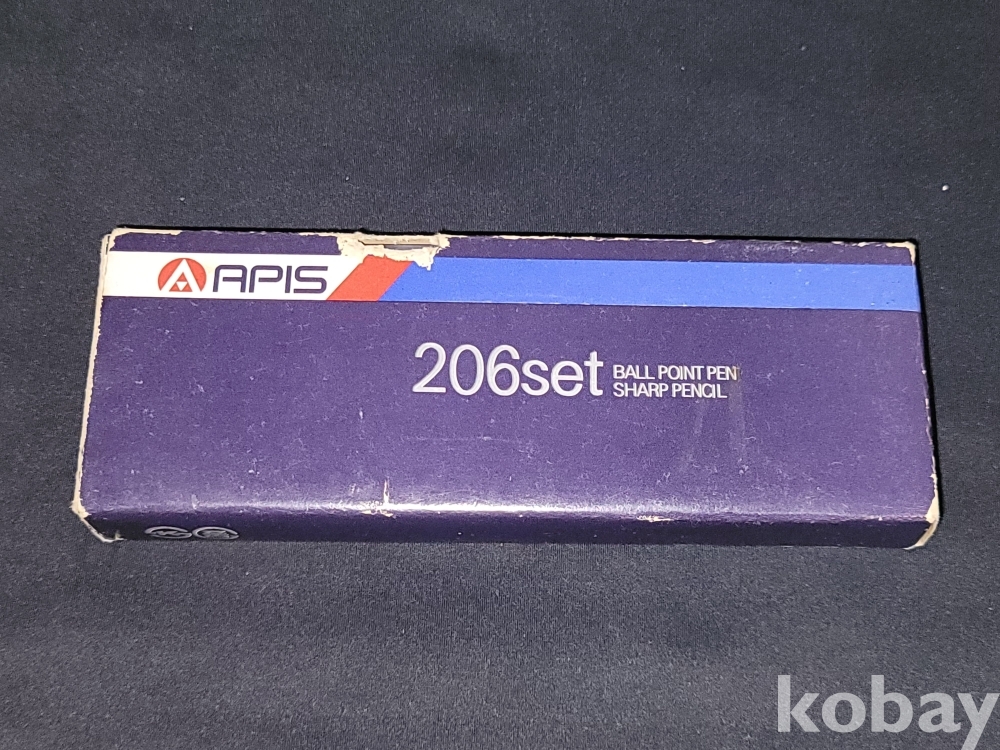 APIS
206set
BALL POINT PEN
SHARP PENCIL
kobay